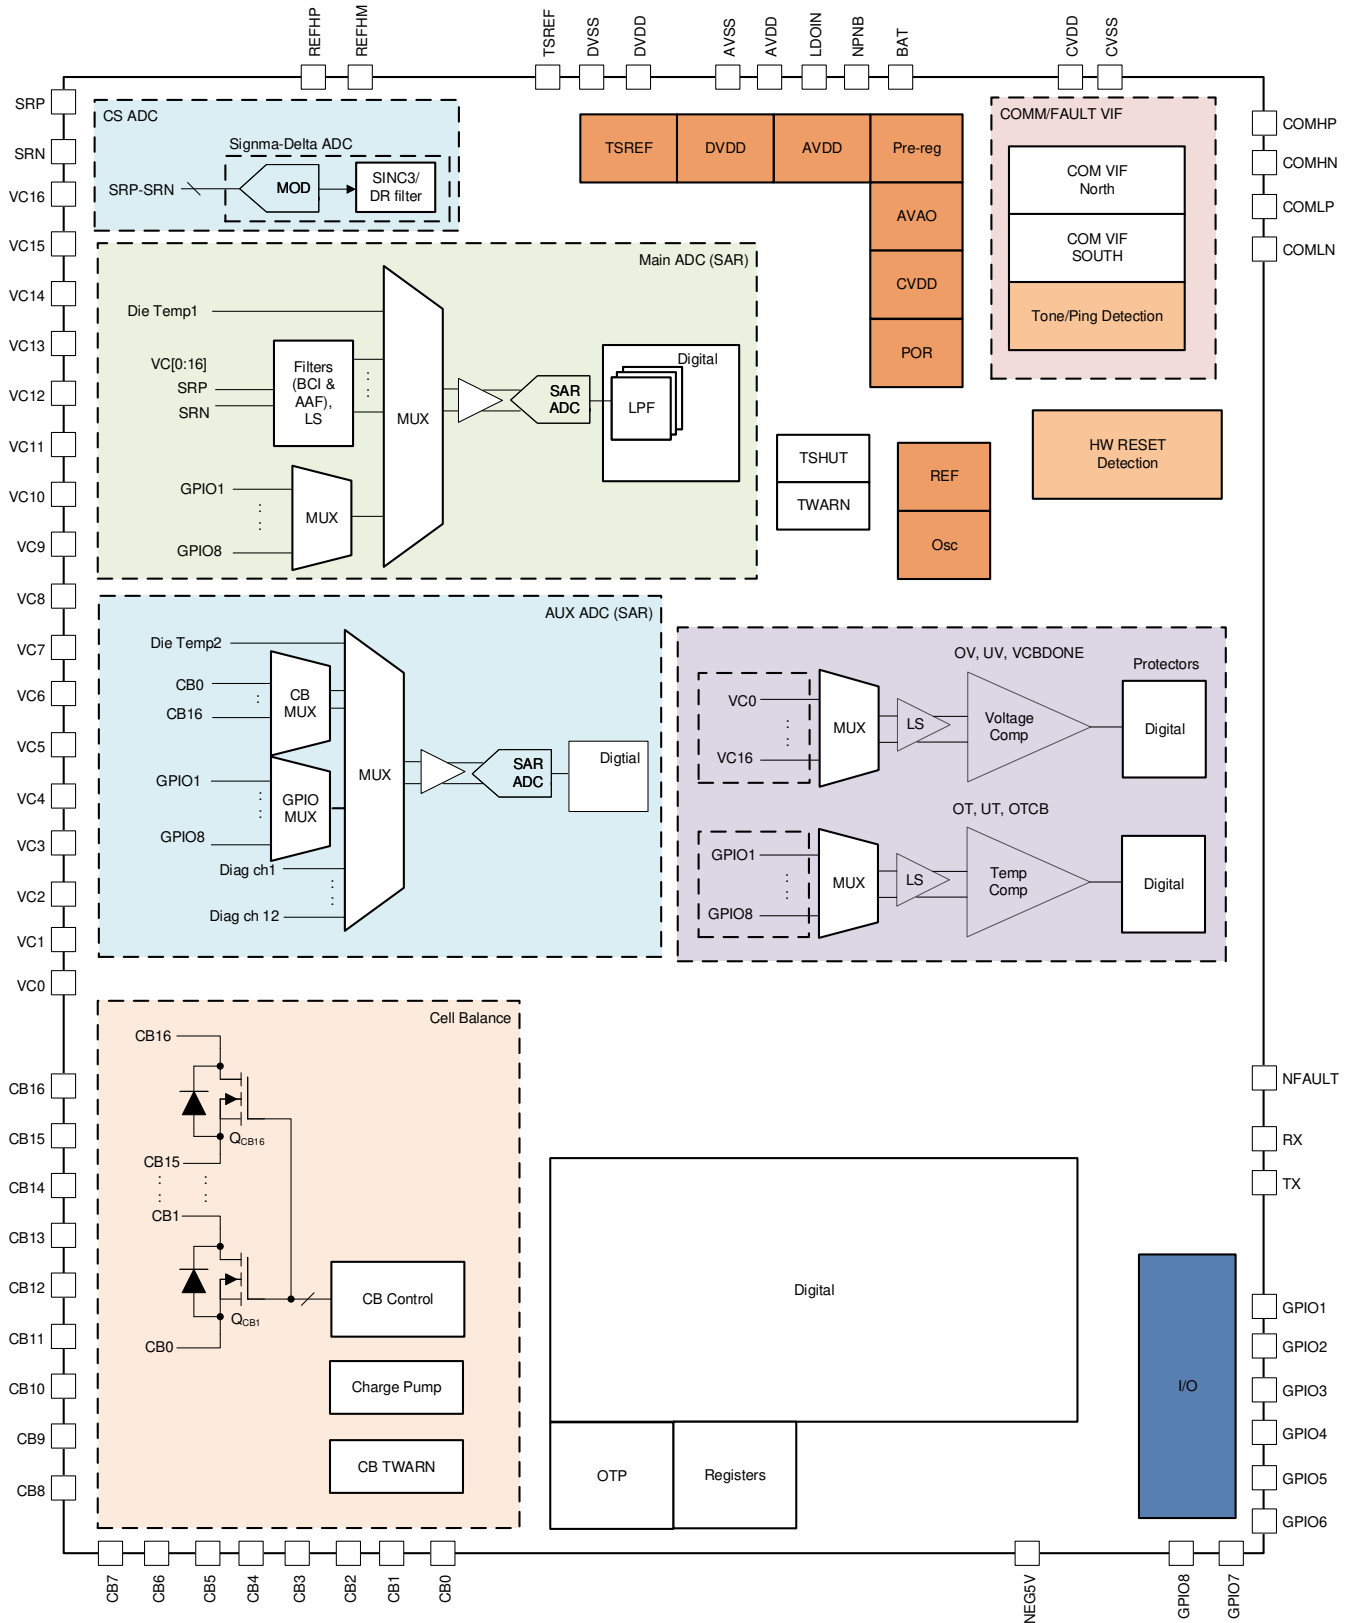 REFHP
REFHM
TSREF
DVSS
DVDD
AVSS
AVDD
LDOIN
NPNB
BAT
CVDD
CVSS
SRP
SRN
VC16
VC15
VC14
VC13
VC12
VC11
VC10
VC9
VC8
VC7
VC6
VC5
VC4
VC3
VC2
VC1
VC0
CB16
CB15
CB14
CB13
CB12
CB11
CB10
CB9
CB8
CS ADC
Signma-Delta ADC
SRP-SRN
MOD
SINC3/
DR filter
Main ADC (SAR)
Die Temp1
VC[0:16]
SRP
SRN
Filters
(BCI &
AAF),
LS
GPIO1
GPIO8
MUX
MUX
SAR
ADC
Digital
LPF
TSREF
DVDD
AVDD
Pre-reg
AVAO
CVDD
POR
TSHUT
TWARN
REF
Osc
COMM/FAULT VIF
COM VIF
North
COM VIF
SOUTH
Tone/Ping Detection
HW RESET
Detection
COMHP
COMHN
COMLP
COMLN
AUX ADC (SAR)
Die Temp2
CB0
CB16
CB
MUX
GPIO1
GPIO8
GPIO
MUX
Diag ch1
Diag ch 12
MUX
SAR
ADC
Digtial
OV, UV, VCBDONE
Protectors
VC0
VC16
MUX
LS
Voltage
Comp
Digital
OT, UT, OTCB
GPIO1
GPIO8
MUX
LS
Temp
Comp
Digital
Cell Balance
CB16
QCB16
CB15
CB1
QCB1
CB0
CB Control
Charge Pump
CB TWARN
Digital
OTP
Registers
I/O
NFAULT
RX
TX
GPIO1
GPIO2
GPIO3
GPIO4
GPIO5
GPIO6
CB7
CB6
CB5
CB4
CB3
CB2
CB1
CB0
NEG5V
GPIO8
GPIO7